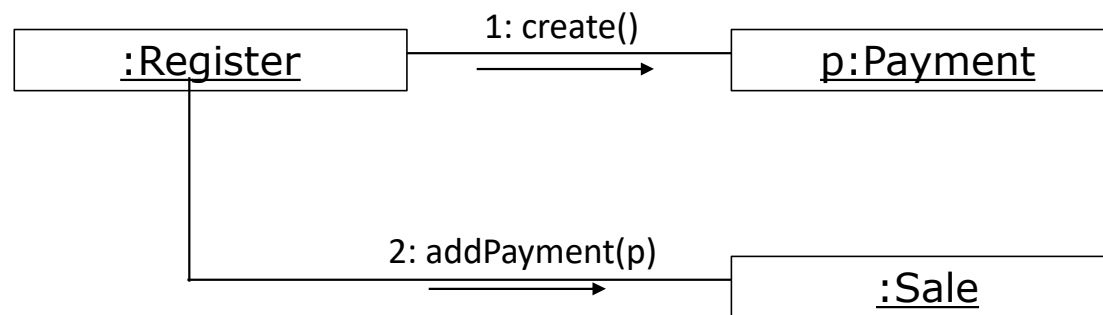 1: create()
:Register
p:Payment
2: addPayment(p)
:Sale